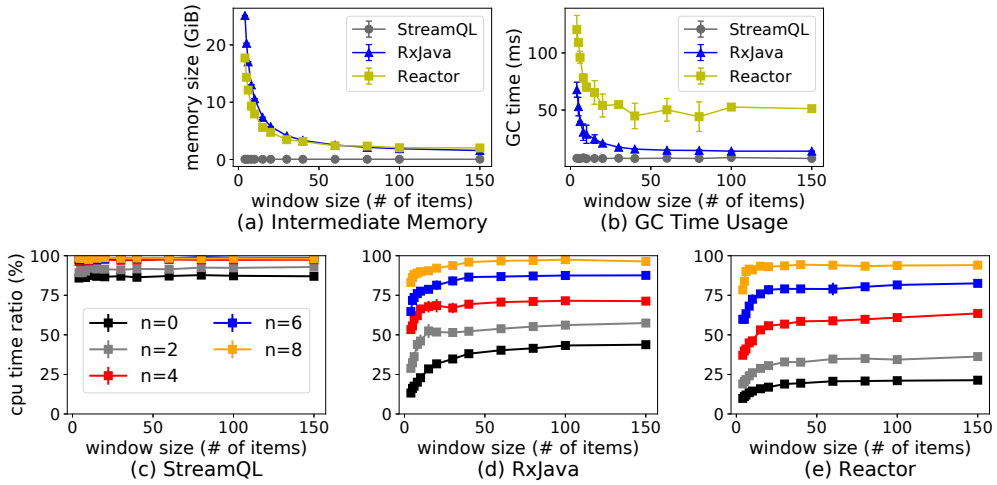 memory size (GiB)
20
10
0
StreamQL
RxJava
Reactor
0 50 100 150
window size (# of items)
(a) Intermediate Memory
GC time (ms)
100
50
StreamQL
RxJava
Reactor
0 50 100 150
window size (# of items)
(b) GC Time Usage
cpu time ratio (%)
100
75
50
25
0
n=0 n=6
n=2 n=8
n=4
0 50 100 150
window size (# of items)
(c) StreamQL
100
75
50
25
0
0 50 100 150
window size (# of items)
(d) RxJava
100
75
50
25
0
0 50 100 150
window size (# of items)
(e) Reactor